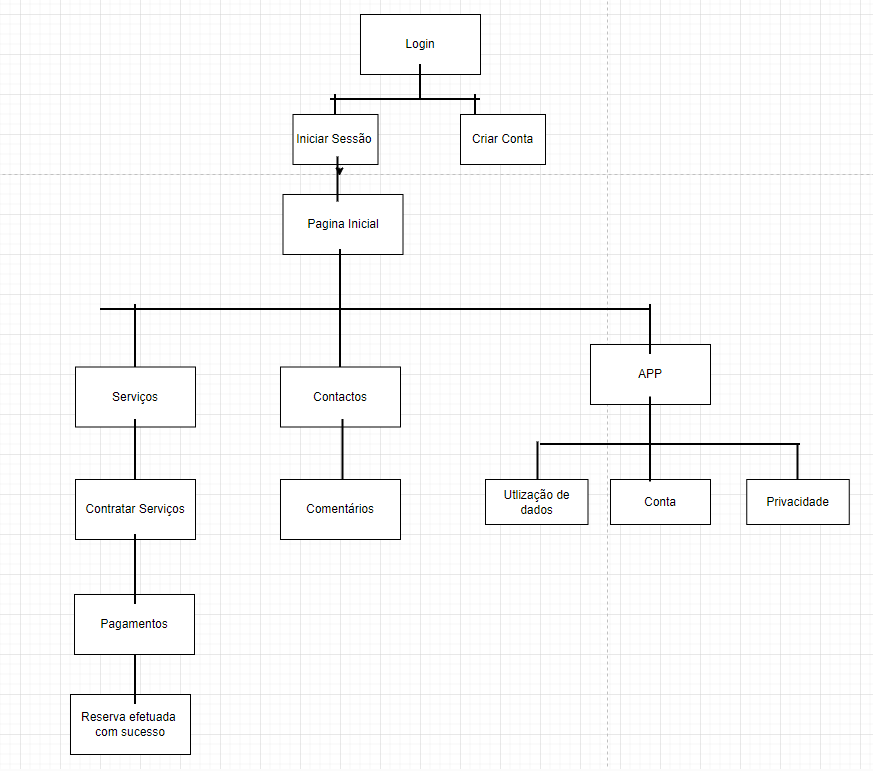 Login
Iniciar Sessão
Criar Conta
Pagina Inicial
Serviços
Contactos
APP
Contratar Serviços
Comentários
Utlização de
dados
Conta
Privacidade
Pagamentos
Reserva efetuada
com sucesso